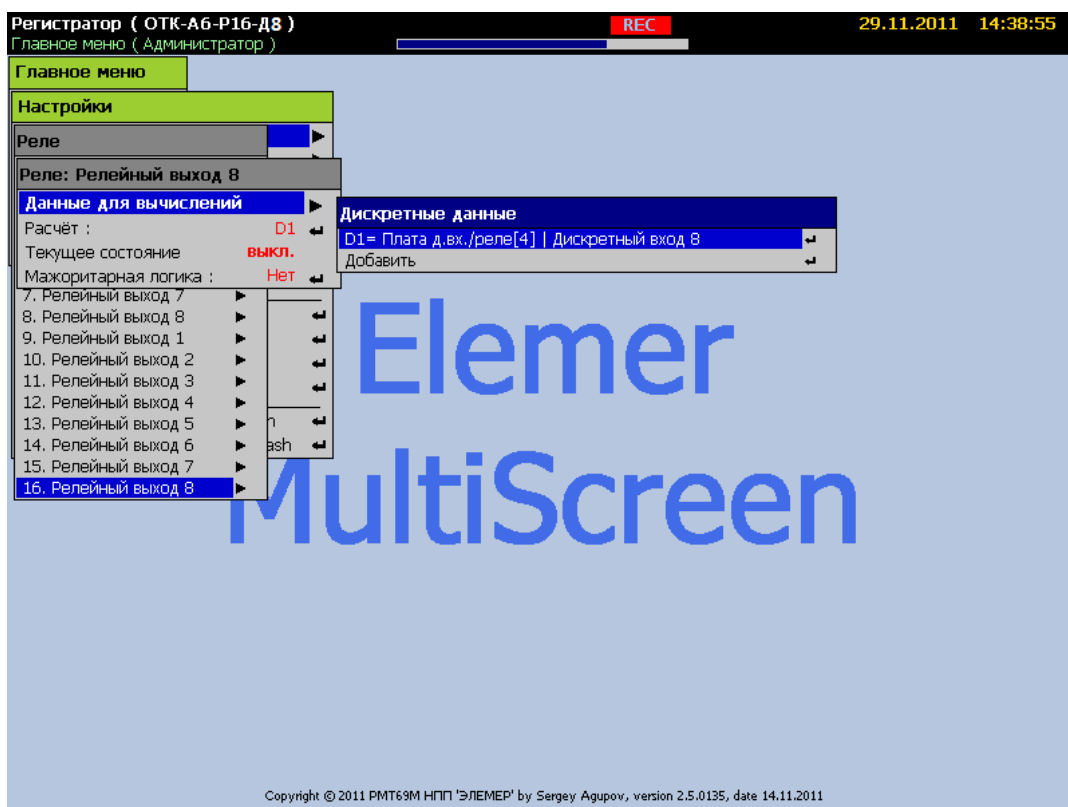 Регистратор ( ОТК-А6-Р16-Д8 )
REC
29.11.2011 14:38:55
Главное меню ( Администратор )
Главное меню
Настройки
Реле
Реле: Релейный выход 8
Данные для вычислений
Расчёт : D1
Текущее состояние выкл.
Мажоритарная логика : Нет
Дискретные данные
D1= Плата д.вх./реле[4] | Дискретный вход 8
Добавить
7. Релейный выход 7
8. Релейный выход 8
9. Релейный выход 1
10. Релейный выход 2
11. Релейный выход 3
12. Релейный выход 4
13. Релейный выход 5
14. Релейный выход 6
ash
15. Релейный выход 7
16. Релейный выход 8
Elemer
MultiScreen
Copyright © 2011 РМТ69М НПП 'ЭЛЕМЕР' by Sergey Agupov, version 2.5.0135, date 14.11.2011